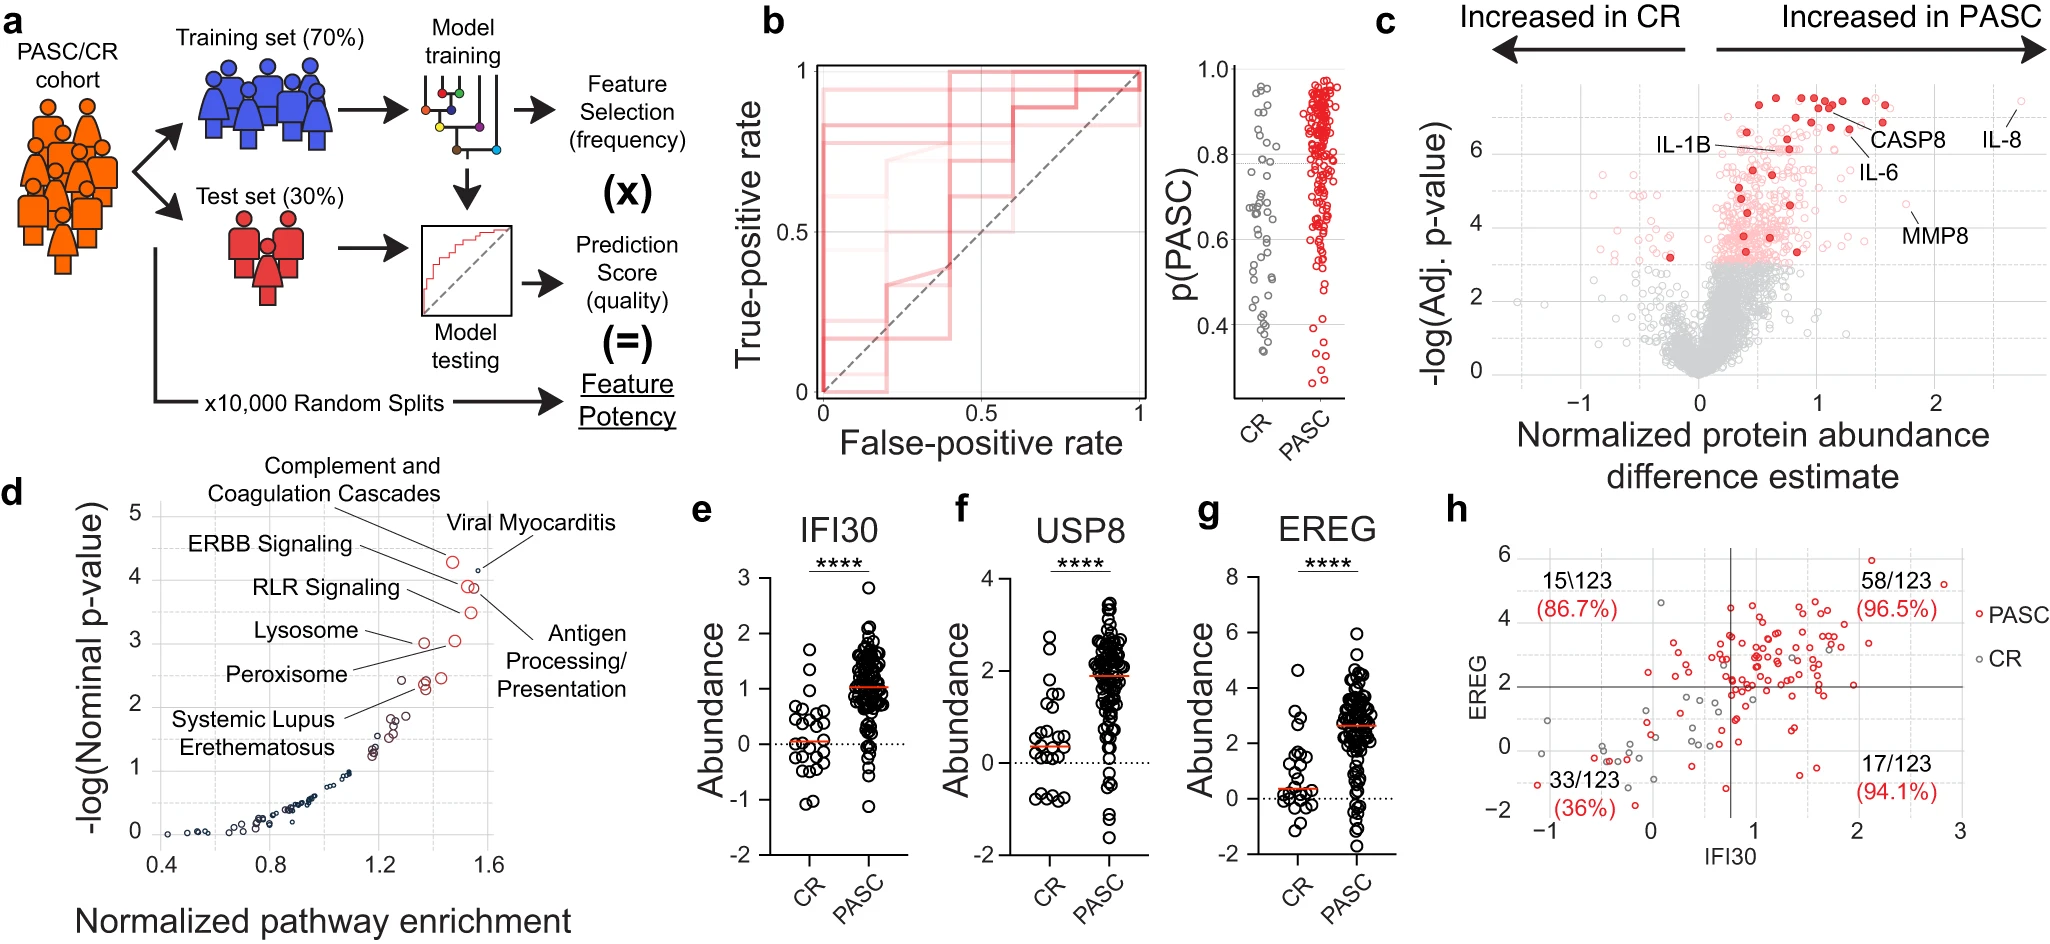 a
PASC/CR
cohort
Training set (70%)
Test set (30%)
Model
training
Feature
Selection
(frequency)
(x)
Prediction
Score
(quality)
(=)
Feature
Potency
Model
testing
x10,000 Random Splits
b
True-positive rate
1
0.5
0
0
0.5
1
False-positive rate
p(PASC)
1.0
0.8
0.6
0.4
CR
PASC
c
Increased in CR
Increased in PASC
-log(Adj. p-value)
6
4
2
0
IL-1B
CASP8
IL-6
IL-8
MMP8
−1
0
1
2
Normalized protein abundance
difference estimate
d
-log(Nominal p-value)
5
4
3
2
1
0
Complement and
Coagulation Cascades
Viral Myocarditis
ERBB Signaling
RLR Signaling
Lysosome
Peroxisome
Antigen
Processing/
Presentation
Systemic Lupus
Erethematosus
0.4
0.8
1.2
1.6
Normalized pathway enrichment
e
IFI30
****
Abundance
3
2
1
0
-1
-2
CR
PASC
f
USP8
****
Abundance
4
2
0
-2
CR
PASC
g
EREG
****
Abundance
8
6
4
2
0
-2
CR
PASC
h
EREG
6
4
2
0
−2
15\123
(86.7%)
58/123
(96.5%)
33/123
(36%)
17/123
(94.1%)
PASC
CR
−1
0
1
2
3
IFI30